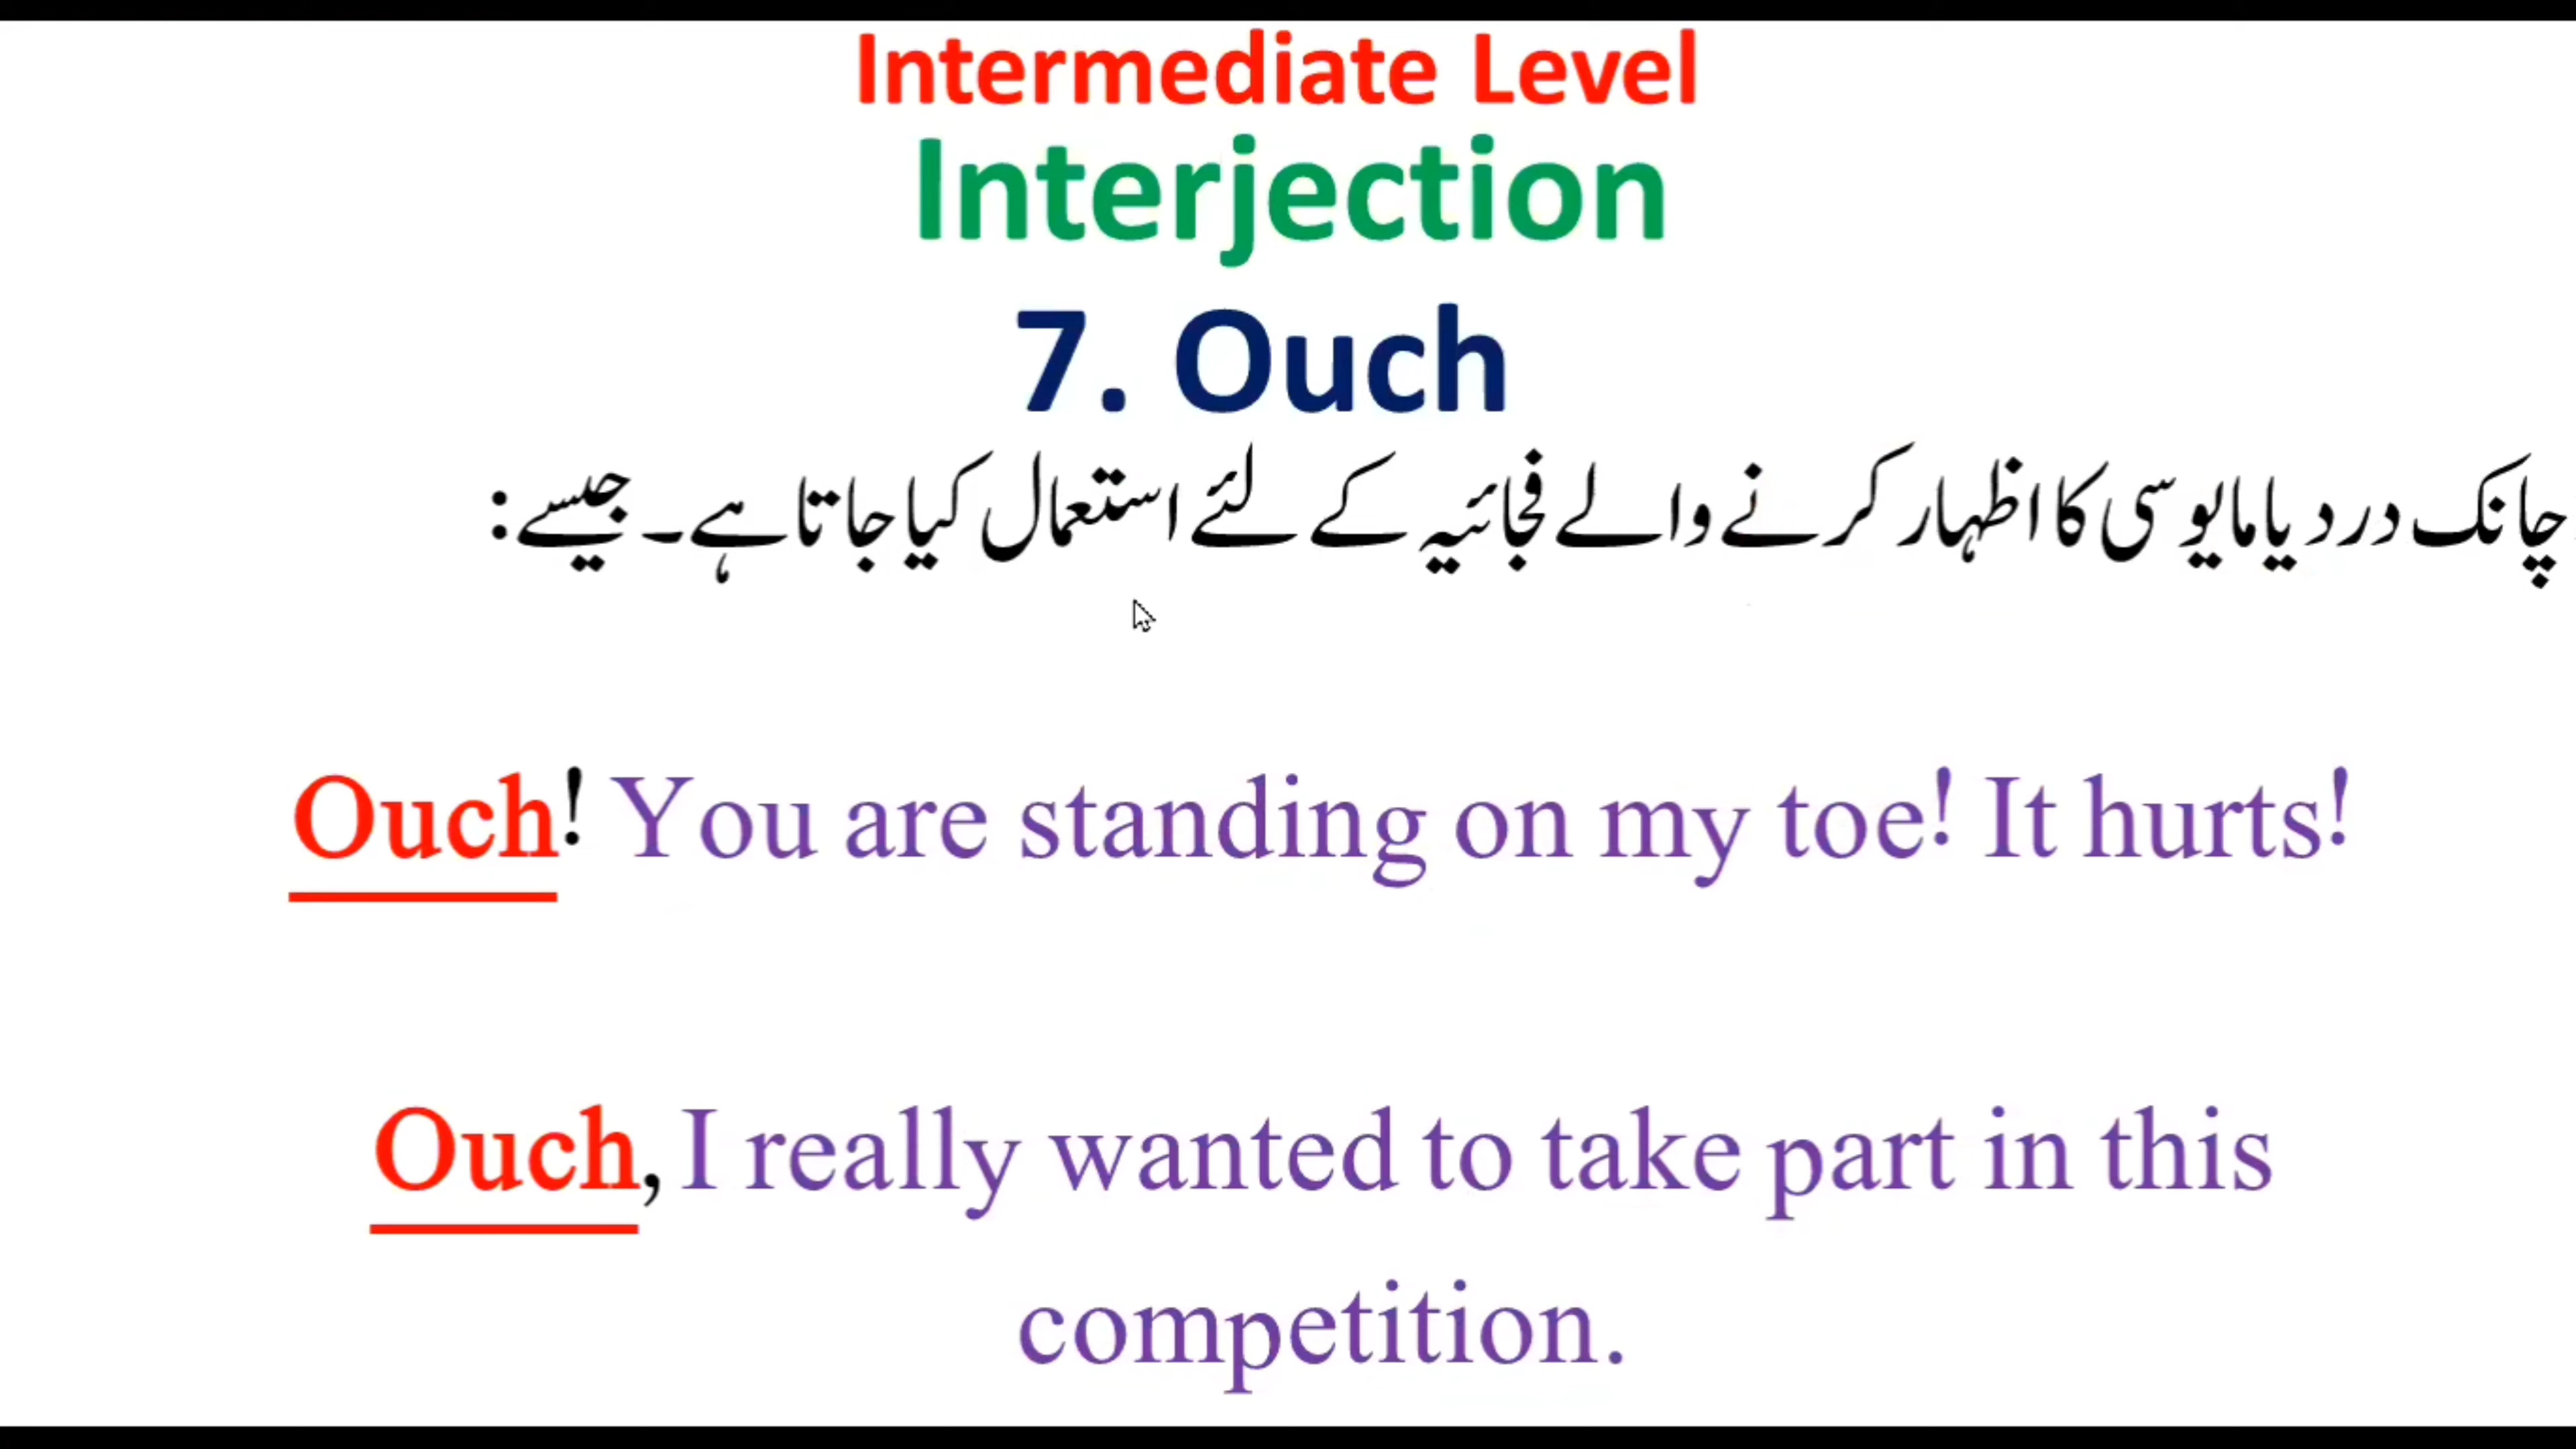 Intermediate Level
Interjection
7. Ouch
چانک درد یا مایوسی کا اظہار کرنے والے فجائیہ کے لئے استعمال کیا جاتا ہے۔ جیسے:
Ouch! You are standing on my toe! It hurts!
Ouch, I really wanted to take part in this
competition.